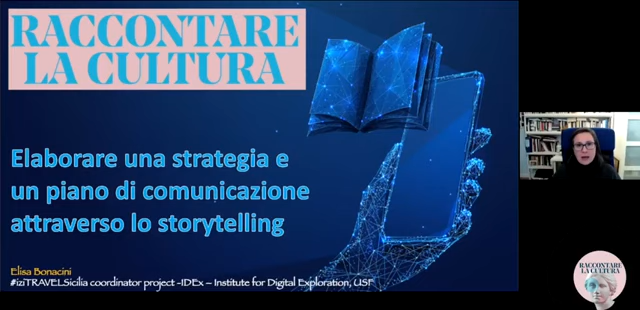 RACCONTARE
LA CULTURA
Elaborare una strategia e
un piano di comunicazione
attraverso lo storytelling
Elisa Bonacini
#iziTRAVELSicilia coordinator project -IDEx – Institute for Digital Exploration, USF
RACCONTARE
LA CULTURA